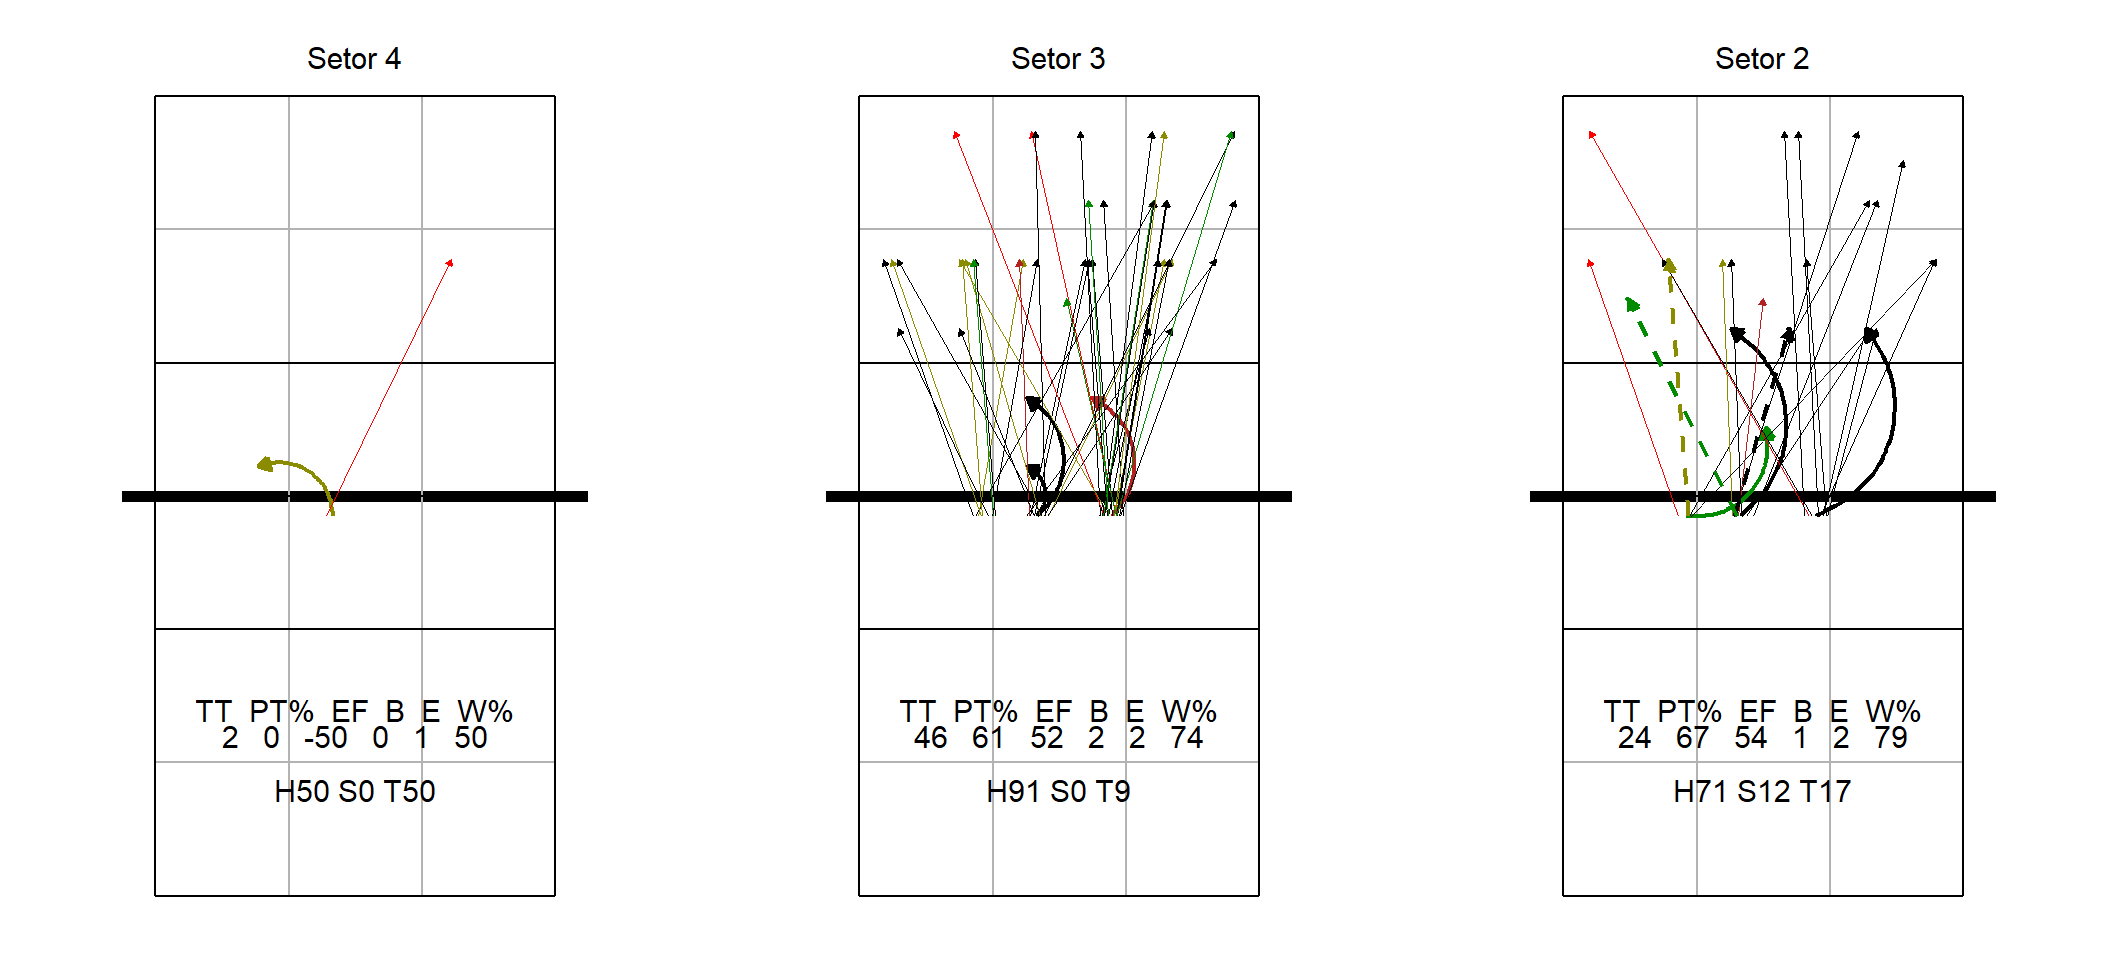 Setor 4
TT PT% EF B E W%
2 0 -50 0 1 50
H50 S0 T50
Setor 3
TT PT% EF B E W%
46 61 52 2 2 74
H91 S0 T9
Setor 2
TT PT% EF B E W%
24 67 54 1 2 79
H71 S12 T17